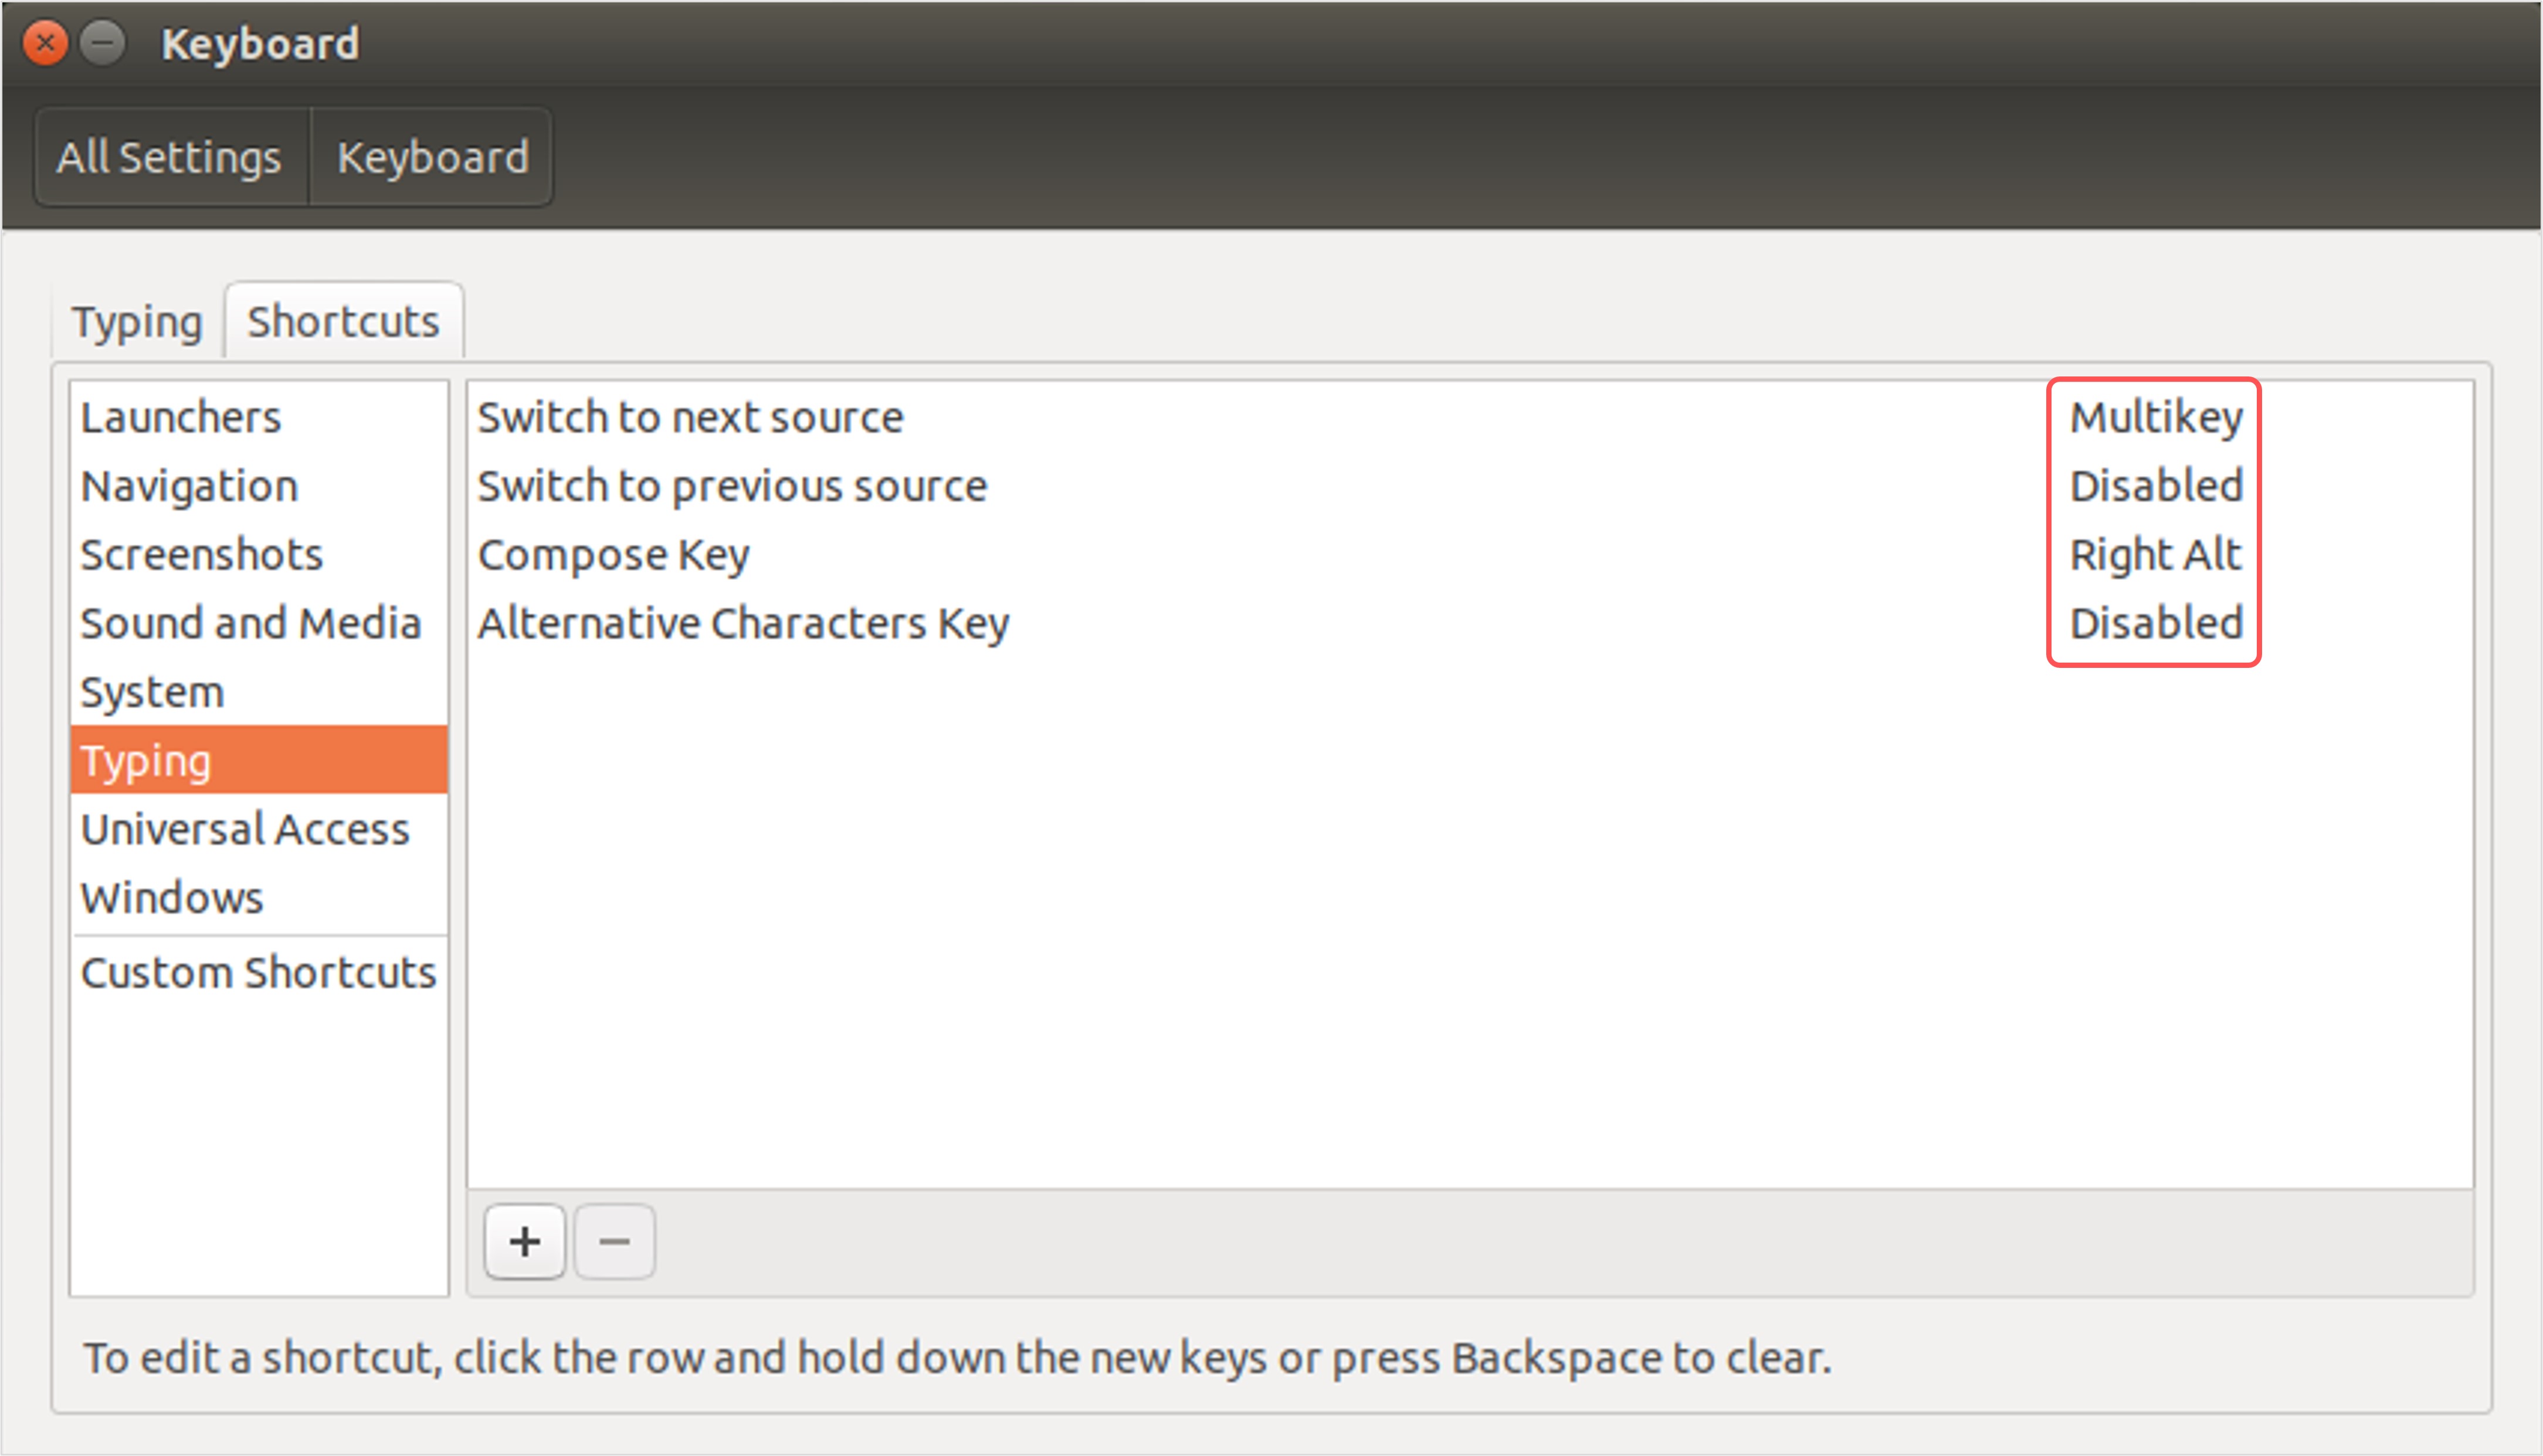 Keyboard
All Settings Keyboard
Typing Shortcuts
Launchers
Navigation
Screenshots
Sound and Media
System
Typing
Universal Access
Windows
Custom Shortcuts
Switch to next source Multikey
Switch to previous source Disabled
Compose Key Right Alt
Alternative Characters Key Disabled
To edit a shortcut, click the row and hold down the new keys or press Backspace to clear.